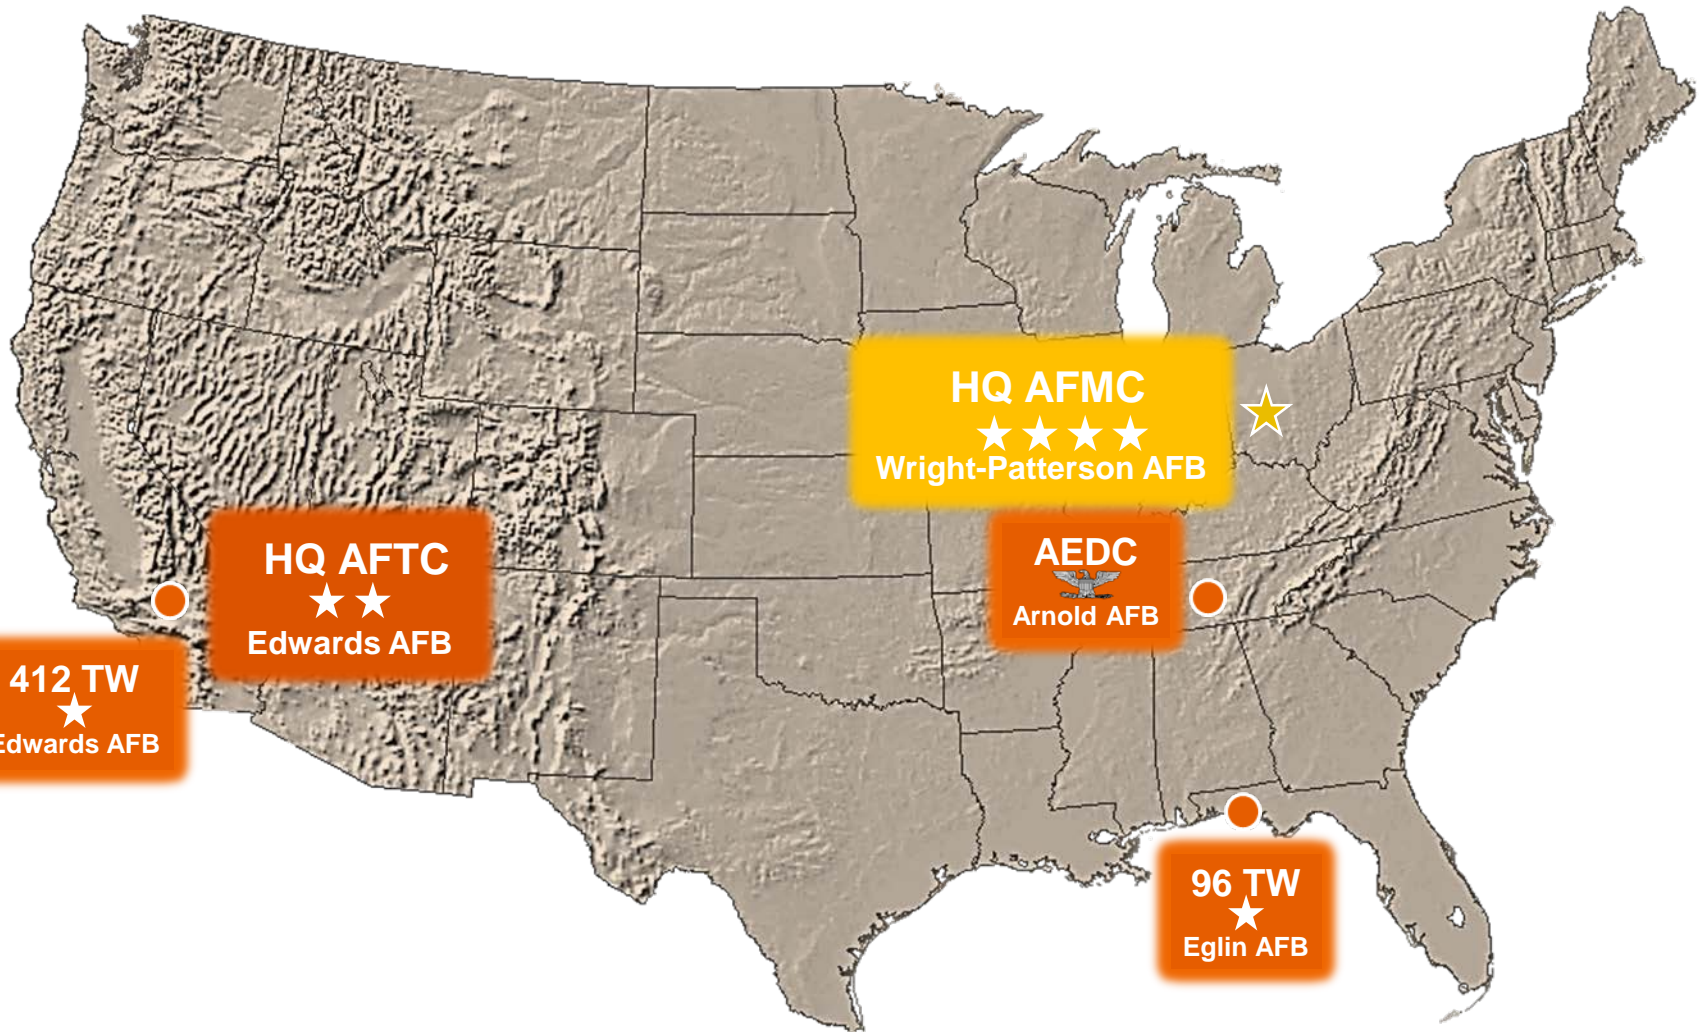 HQ AFMC
Wright-Patterson AFB
HQ AFTC
Edwards AFB
AEDC
Arnold AFB
412 TW
Edwards AFB
96 TW
Eglin AFB